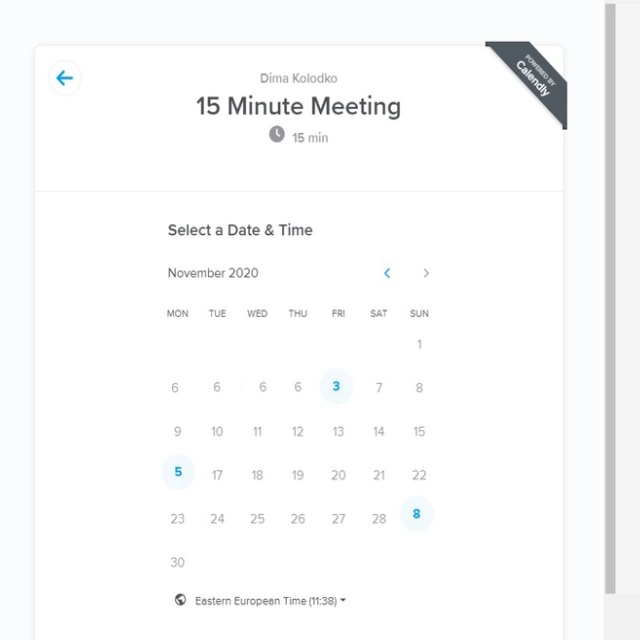 POWERED BY
Calendly
Dima Kolodko
15 Minute Meeting
15 min
Select a Date & Time
November 2020
MON TUE WED THU FRI SAT SUN
1
6 6 6 6 3 7 8
9 10 11 12 13 14 15
5 17 18 19 20 21 22
23 24 25 26 27 28 8
30
Eastern European Time (11:38)